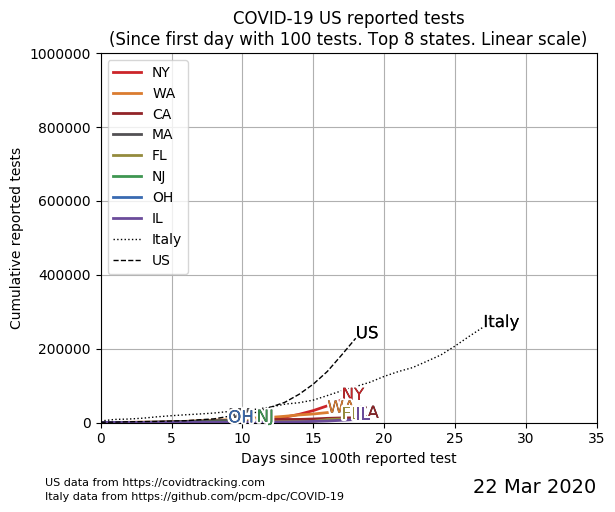 COVID-19 US reported tests
(Since first day with 100 tests. Top 8 states. Linear scale)
1000000
800000
600000
400000
200000
0
Cumulative reported tests
NY
WA
CA
MA
FL
NJ
OH
IL
Italy
US
US
Italy
NY
WA
FL
IL
CA
OH
NJ
0 5 10 15 20 25 30 35
Days since 100th reported test
US data from https://covidtracking.com
Italy data from https://github.com/pcm-dpc/COVID-19
22 Mar 2020